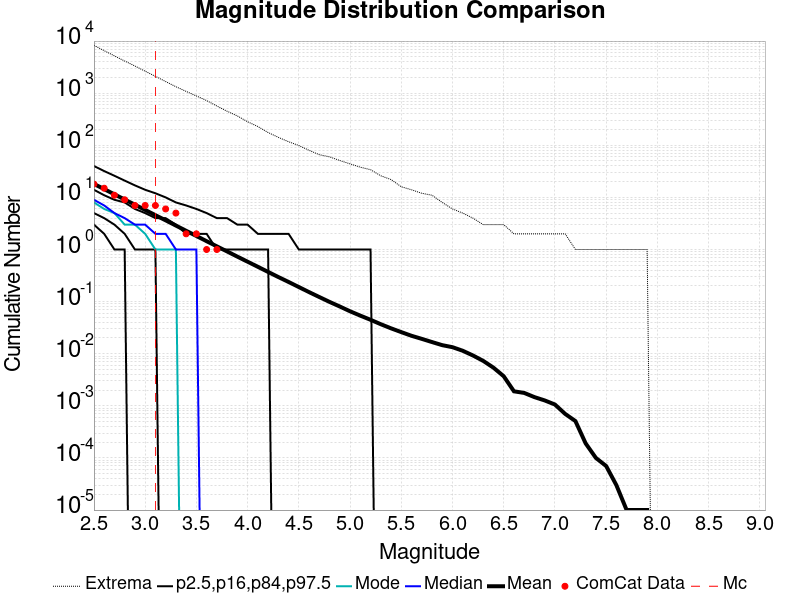 Magnitude Distribution Comparison
Cumulative Number
10^4
10^3
10^2
10^1
10^0
10^-1
10^-2
10^-3
10^-4
10^-5
2.5 3.0 3.5 4.0 4.5 5.0 5.5 6.0 6.5 7.0 7.5 8.0 8.5 9.0
Magnitude
Extrema p2.5,p16,p84,p97.5 Mode Median Mean ComCat Data Mc